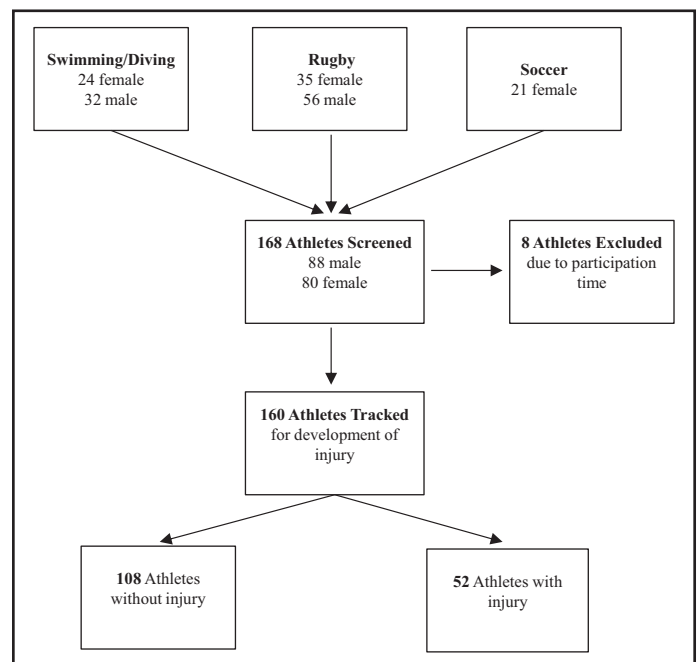 Swimming/Diving
24 female
32 male
Rugby
35 female
56 male
Soccer
21 female
168 Athletes Screened
88 male
80 female
8 Athletes Excluded
due to participation
time
160 Athletes Tracked
for development of
injury
108 Athletes
without injury
52 Athletes with
injury